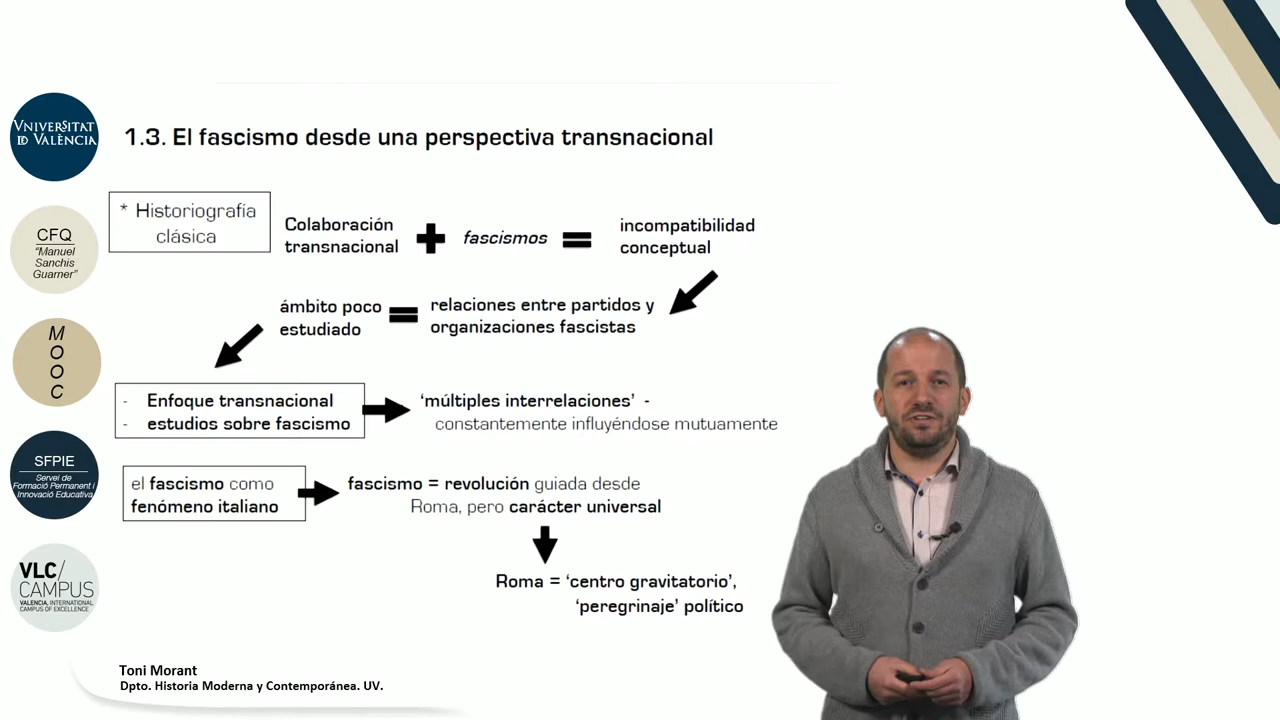 1.3. El fascismo desde una perspectiva transnacional
* Historiografía
clásica
Colaboración
transnacional
fascismos
incompatibilidad
conceptual
ámbito poco
estudiado
relaciones entre partidos y
organizaciones fascistas
- Enfoque transnacional
- estudios sobre fascismo
‘múltiples interrelaciones’ -
constantemente influyéndose mutuamente
el fascismo como
fenómeno italiano
fascismo = revolución guiada desde
Roma, pero carácter universal
Roma = ‘centro gravitatorio’,
‘peregrinaje’ político
VNIVERSITAT
ID VALÈNCIA
CFQ
“Manuel
Sanchis
Guarner”
M
O
O
C
SFPIE
Servei de
Formació Permanent i
Innovació Educativa
VLC/
CAMPUS
VALENCIA, INTERNATIONAL
CAMPUS OF EXCELLENCE
Toni Morant
Dpto. Historia Moderna y Contemporánea. UV.